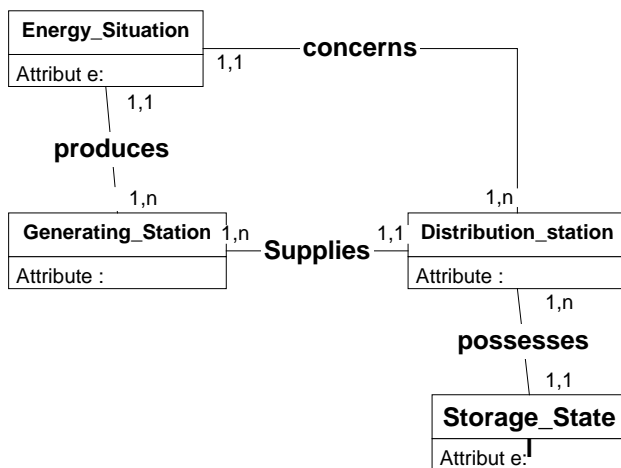 Energy_Situation
Attribut e:
concerns
1,1
1,1
produces
1,n
1,n
Generating_Station
Attribute :
1,n
Supplies
1,1
Distribution_station
Attribute :
1,n
possesses
1,1
Storage_State
Attribut e: